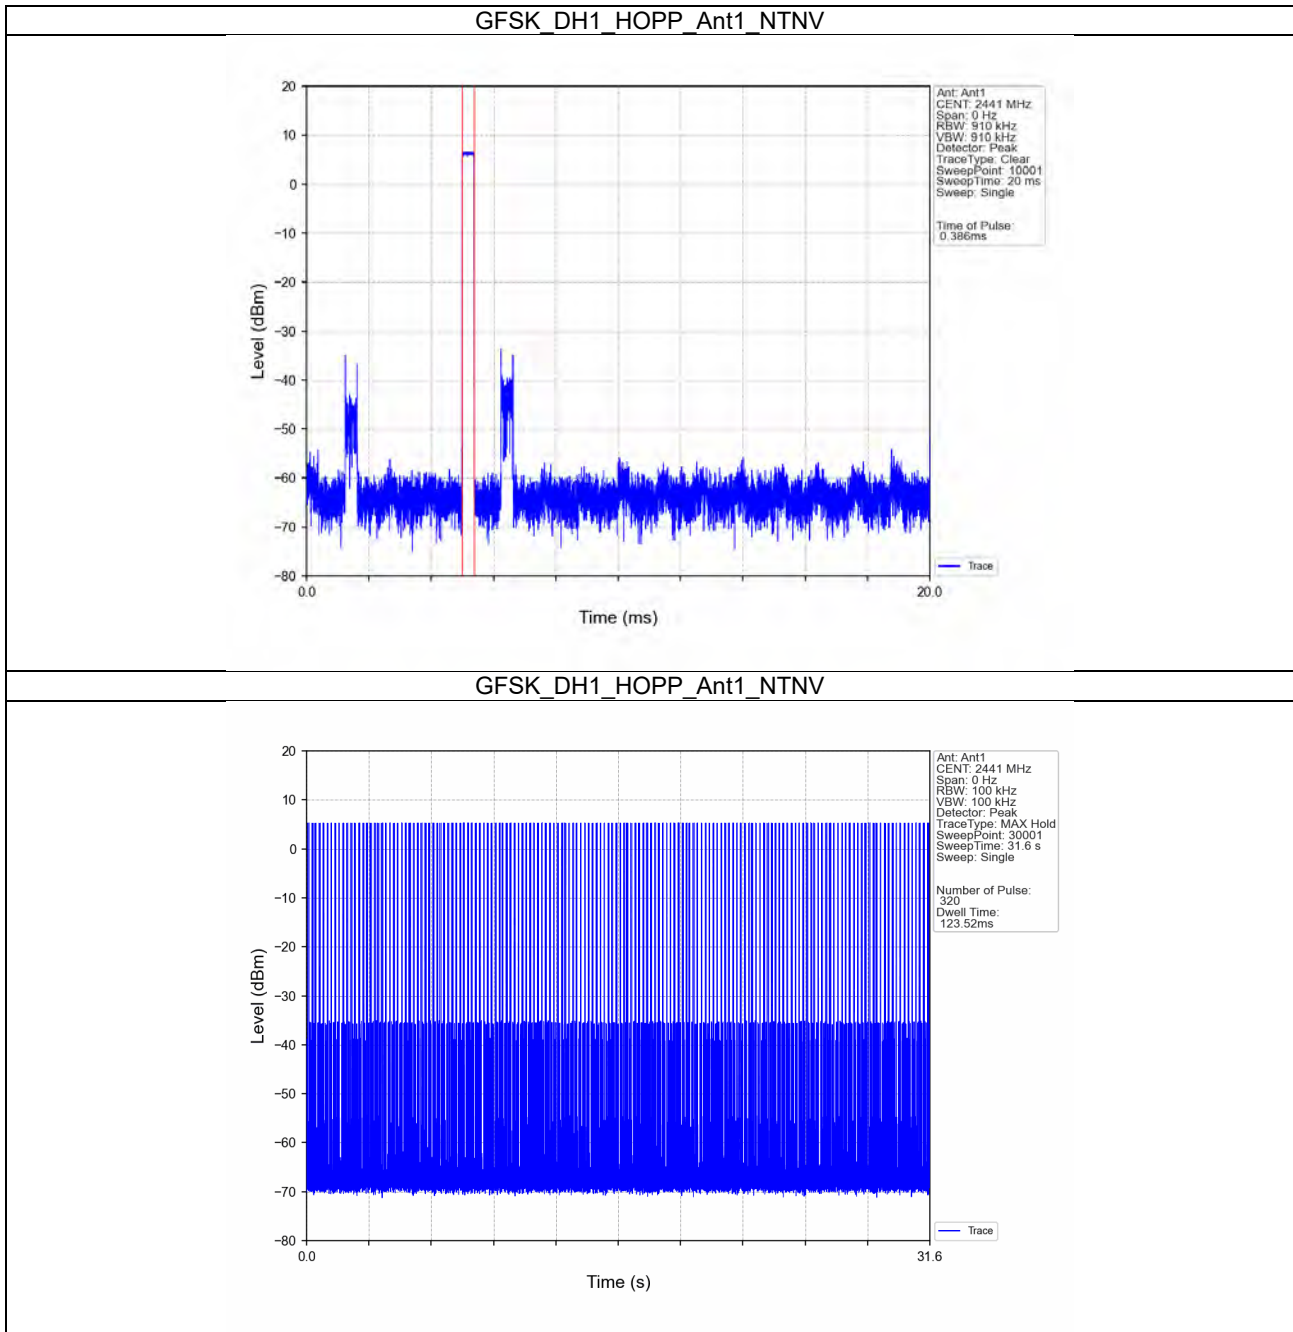 GFSK_DH1_HOPP_Ant1_NTNV
20
10
0
−10
−20
−30
−40
−50
−60
−70
−80
Level (dBm)
0.0
20.0
Time (ms)
Ant: Ant1
CENT: 2441 MHz
Span: 0 Hz
RBW: 910 kHz
VBW: 910 kHz
Detector: Peak
TraceType: Clear
SweepPoint: 10001
SweepTime: 20 ms
Sweep: Single
Time of Pulse:
0.386ms
Trace
GFSK_DH1_HOPP_Ant1_NTNV
20
10
0
−10
−20
−30
−40
−50
−60
−70
−80
Level (dBm)
0.0
31.6
Time (s)
Ant: Ant1
CENT: 2441 MHz
Span: 0 Hz
RBW: 100 kHz
VBW: 100 kHz
Detector: Peak
TraceType: MAX Hold
SweepPoint: 30001
SweepTime: 31.6 s
Sweep: Single
Number of Pulse:
320
Dwell Time:
123.52ms
Trace